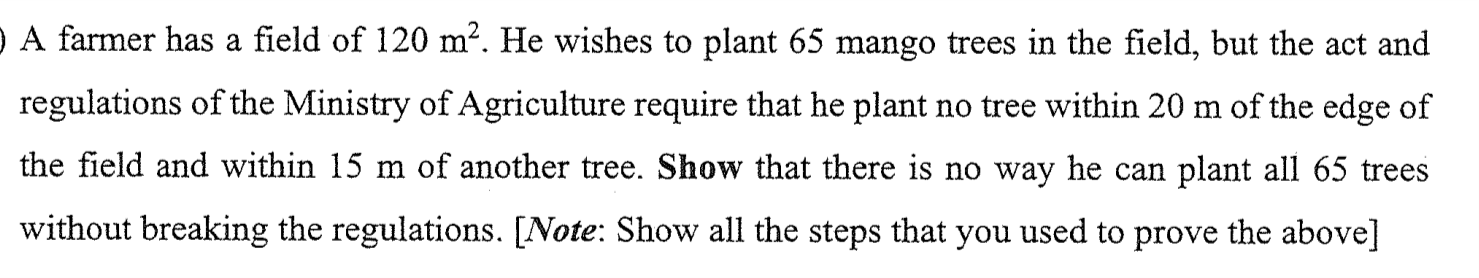 ) A farmer has a field of 120 m². He wishes to plant 65 mango trees in the field, but the act and
regulations of the Ministry of Agriculture require that he plant no tree within 20 m of the edge of
the field and within 15 m of another tree. Show that there is no way he can plant all 65 trees
without breaking the regulations. [Note: Show all the steps that you used to prove the above]